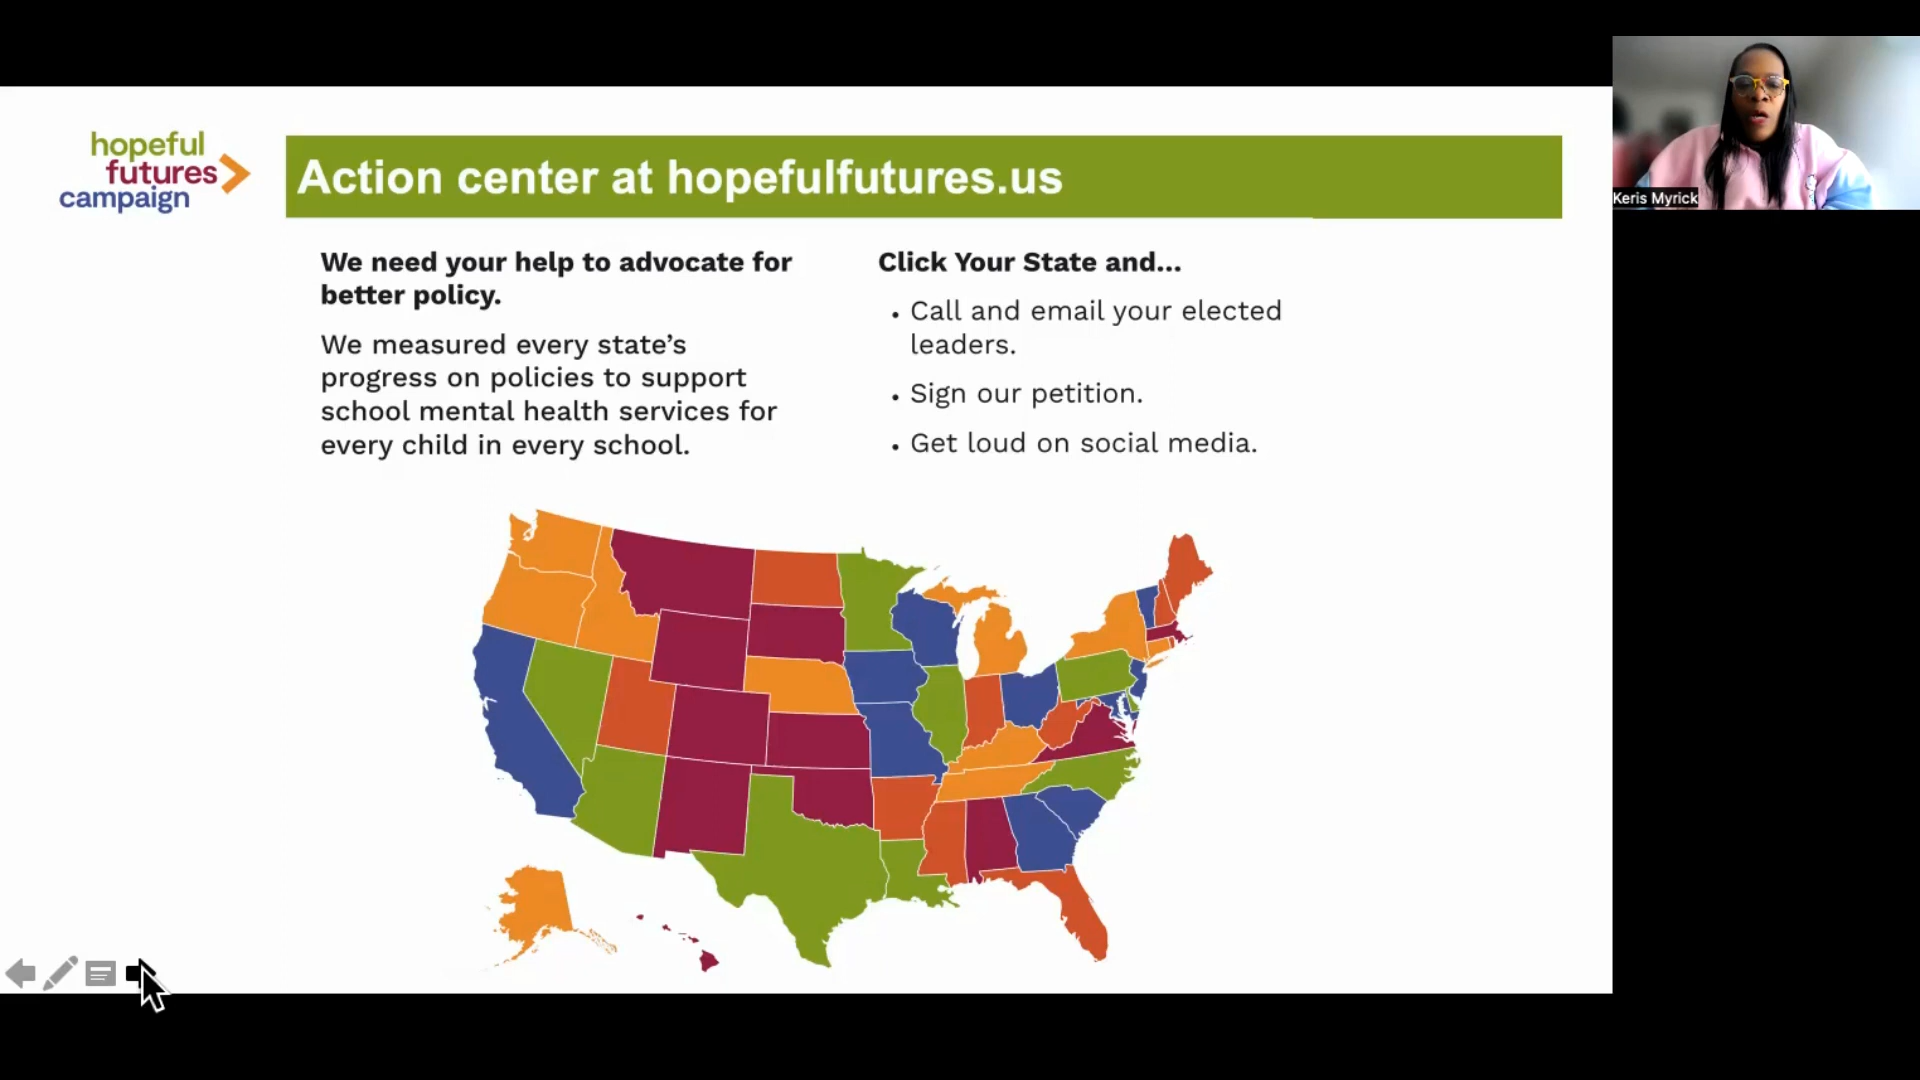 hopeful
futures
campaign
Action center at hopefulfutures.us
We need your help to advocate for
better policy.
We measured every state's
progress on policies to support
school mental health services for
every child in every school.
Click Your State and...
• Call and email your elected
leaders.
• Sign our petition.
• Get loud on social media.
Keris Myrick